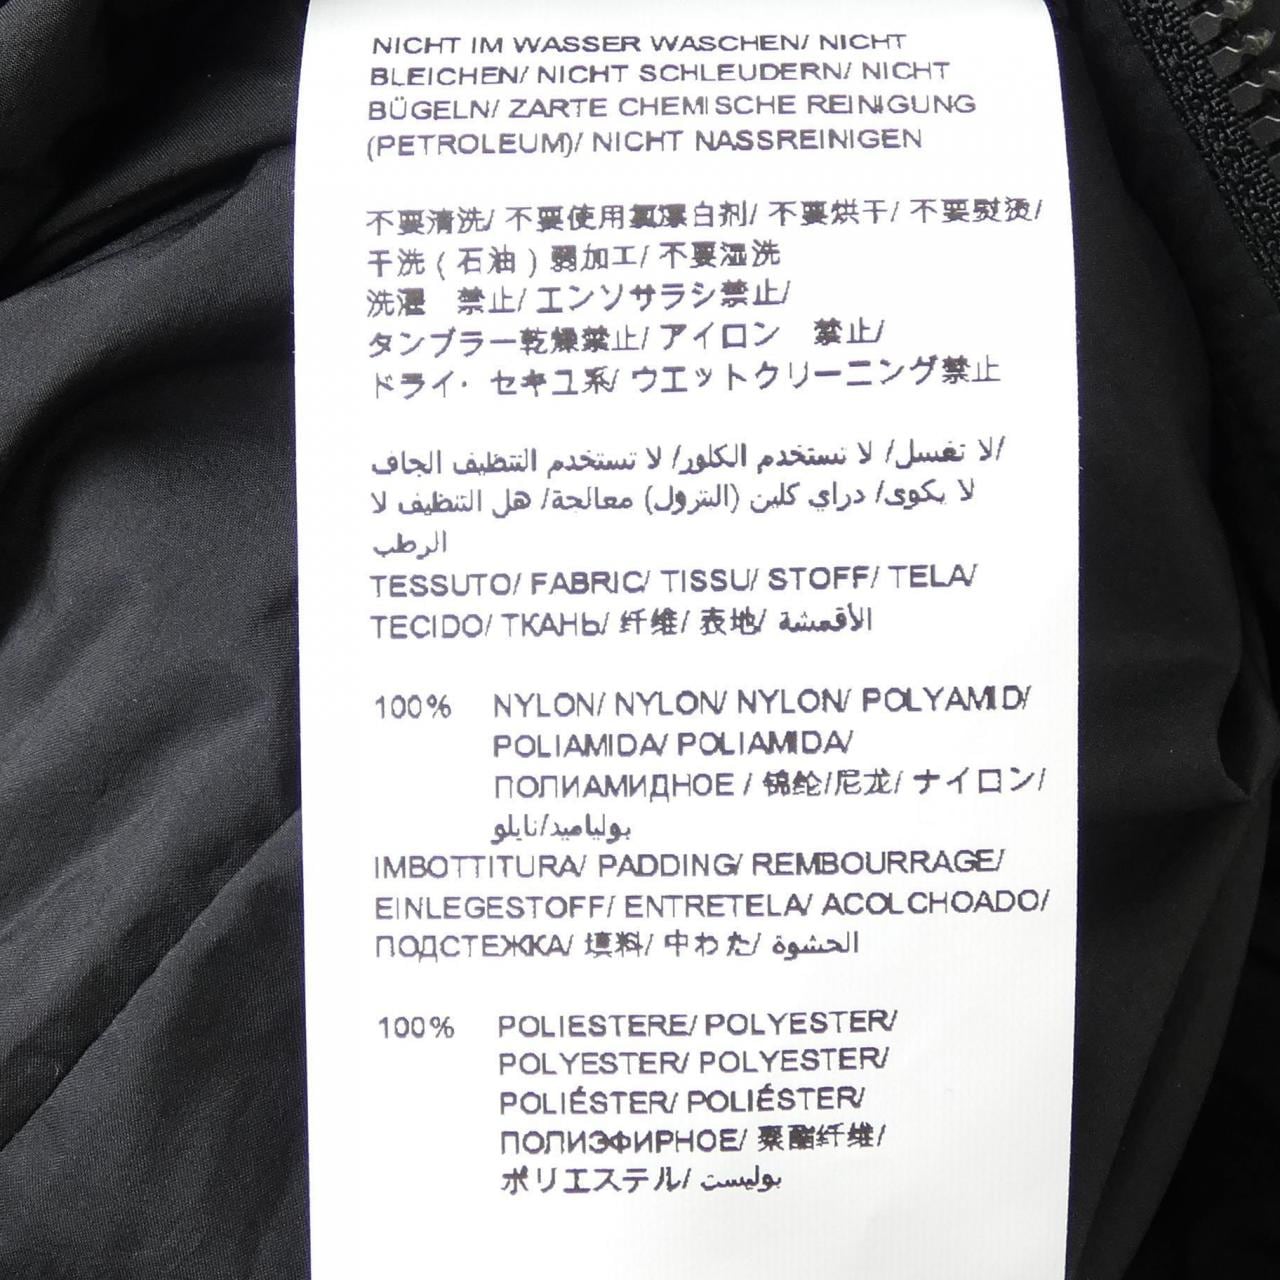 NICHT IM WASSER WASCHEN/ NICHT
BLEICHEN/ NICHT SCHLEUDERN/ NICHT
BÜGELN/ ZARTE CHEMISCHE REINIGUNG
(PETROLEUM)/ NICHT NASSREINIGEN
不要清洗/ 不要使用氯漂白剂/ 不要烘干/ 不要熨烫/
干洗 ( 石油 ) 弱加工/ 不要湿洗
洗濯　禁止/ エンソサラシ禁止/
タンブラー乾燥禁止/ アイロン　禁止/
ドライ· セキユ系/ ウエットクリーニング禁止
لا تغسل/ لا تستخدم الكلور/ لا تستخدم التنظيف الجاف/
لا يكوى/ دراي كلين (البترول) معالجة/ هل التنظيف لا
الرطب
TESSUTO/ FABRIC/ TISSU/ STOFF/ TELA/
TECIDO/ ТКАНЬ/ 纤维/ 表地/ الأقمشة
100% NYLON/ NYLON/ NYLON/ POLYAMID/
POLIAMIDA/ POLIAMIDA/
ПОЛИАМИДНОЕ / 锦纶/尼龙/ ナイロン/
بولياميد/نايلو
IMBOTTITURA/ PADDING/ REMBOURRAGE/
EINLEGESTOFF/ ENTRETELA/ ACOLCHOADO/
ПОДСТЕЖКА/ 填料/ 中わた/ الحشوة
100% POLIESTERE/ POLYESTER/
POLYESTER/ POLYESTER/
POLIÉSTER/ POLIÉSTER/
ПОЛИЭФИРНОЕ/ 聚酯纤维/
ポリエステル/ بوليست